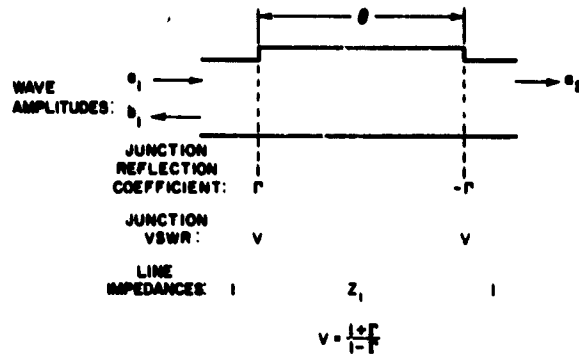 θ
WAVE
AMPLITUDES:
a₁
b₁
a₂
JUNCTION
REFLECTION
COEFFICIENT: Γ -Γ
JUNCTION
VSWR: V V
LINE
IMPEDANCES: 1 Z₁ 1
V = (1+Γ)/(1-Γ)